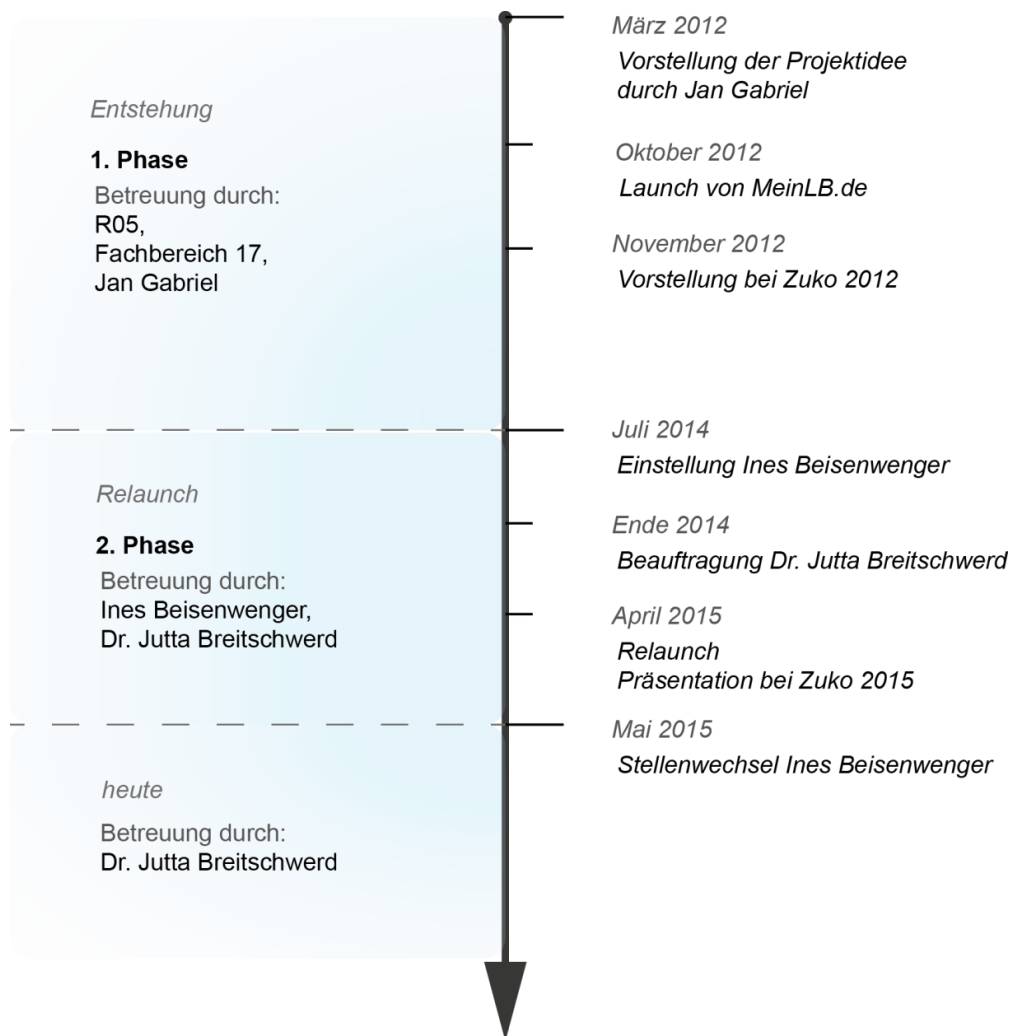 Entstehung
1. Phase
Betreuung durch:
R05,
Fachbereich 17,
Jan Gabriel
Relaunch
2. Phase
Betreuung durch:
Ines Beisenwenger,
Dr. Jutta Breitschwerd
heute
Betreuung durch:
Dr. Jutta Breitschwerd
März 2012
Vorstellung der Projektidee
durch Jan Gabriel
Oktober 2012
Launch von MeinLB.de
November 2012
Vorstellung bei Zuko 2012
Juli 2014
Einstellung Ines Beisenwenger
Ende 2014
Beauftragung Dr. Jutta Breitschwerd
April 2015
Relaunch
Präsentation bei Zuko 2015
Mai 2015
Stellenwechsel Ines Beisenwenger